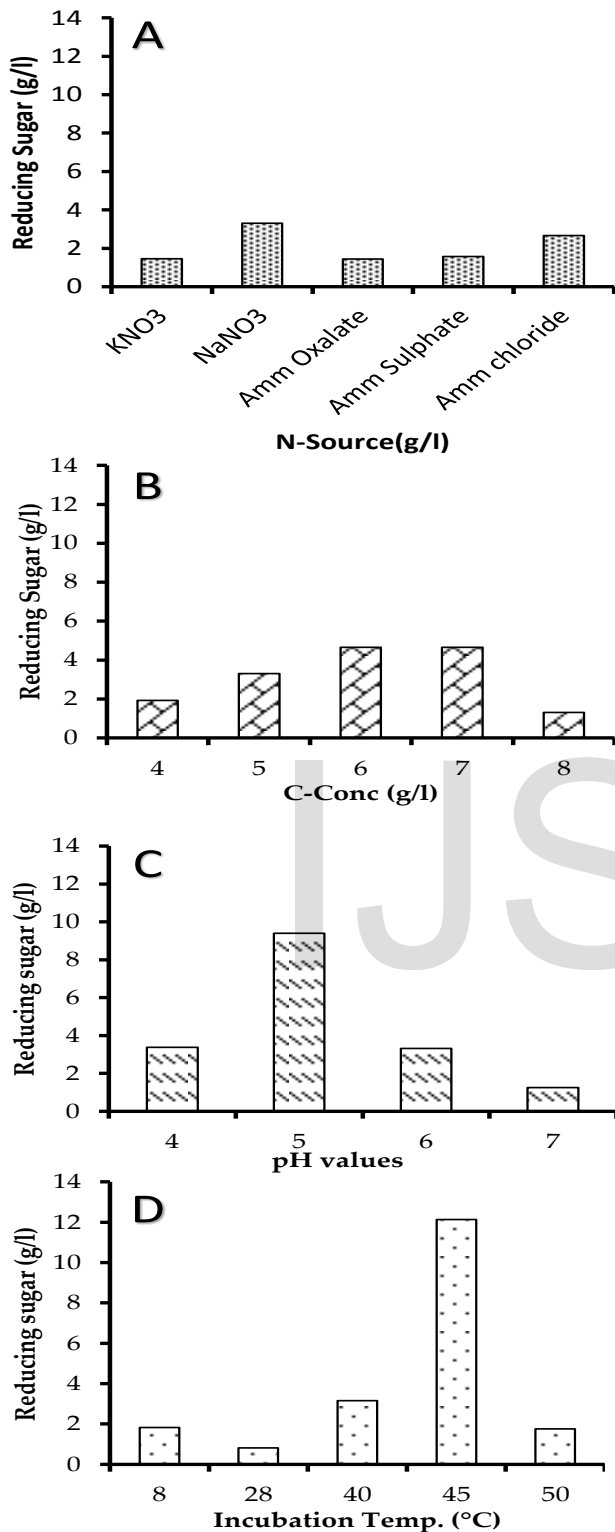 A
Reducing Sugar (g/l)
14
12
10
8
6
4
2
0
KNO3
NaNO3
Amm Oxalate
Amm Sulphate
Amm chloride
N-Source(g/l)
B
Reducing Sugar (g/l)
14
12
10
8
6
4
2
0
4 5 6 7 8
C-Conc (g/l)
C
Reducing sugar (g/l)
14
12
10
8
6
4
2
0
4 5 6 7
pH values
D
Reducing sugar (g/l)
14
12
10
8
6
4
2
0
8 28 40 45 50
Incubation Temp. (°C)
IJS